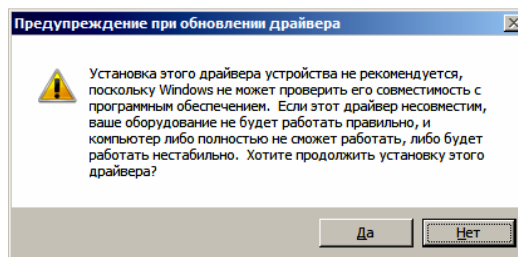 Предупреждение при обновлении драйвера
Установка этого драйвера устройства не рекомендуется,
поскольку Windows не может проверить его совместимость с
программным обеспечением. Если этот драйвер несовместим,
ваше оборудование не будет работать правильно, и
компьютер либо полностью не сможет работать, либо будет
работать нестабильно. Хотите продолжить установку этого
драйвера?
Да
Нет